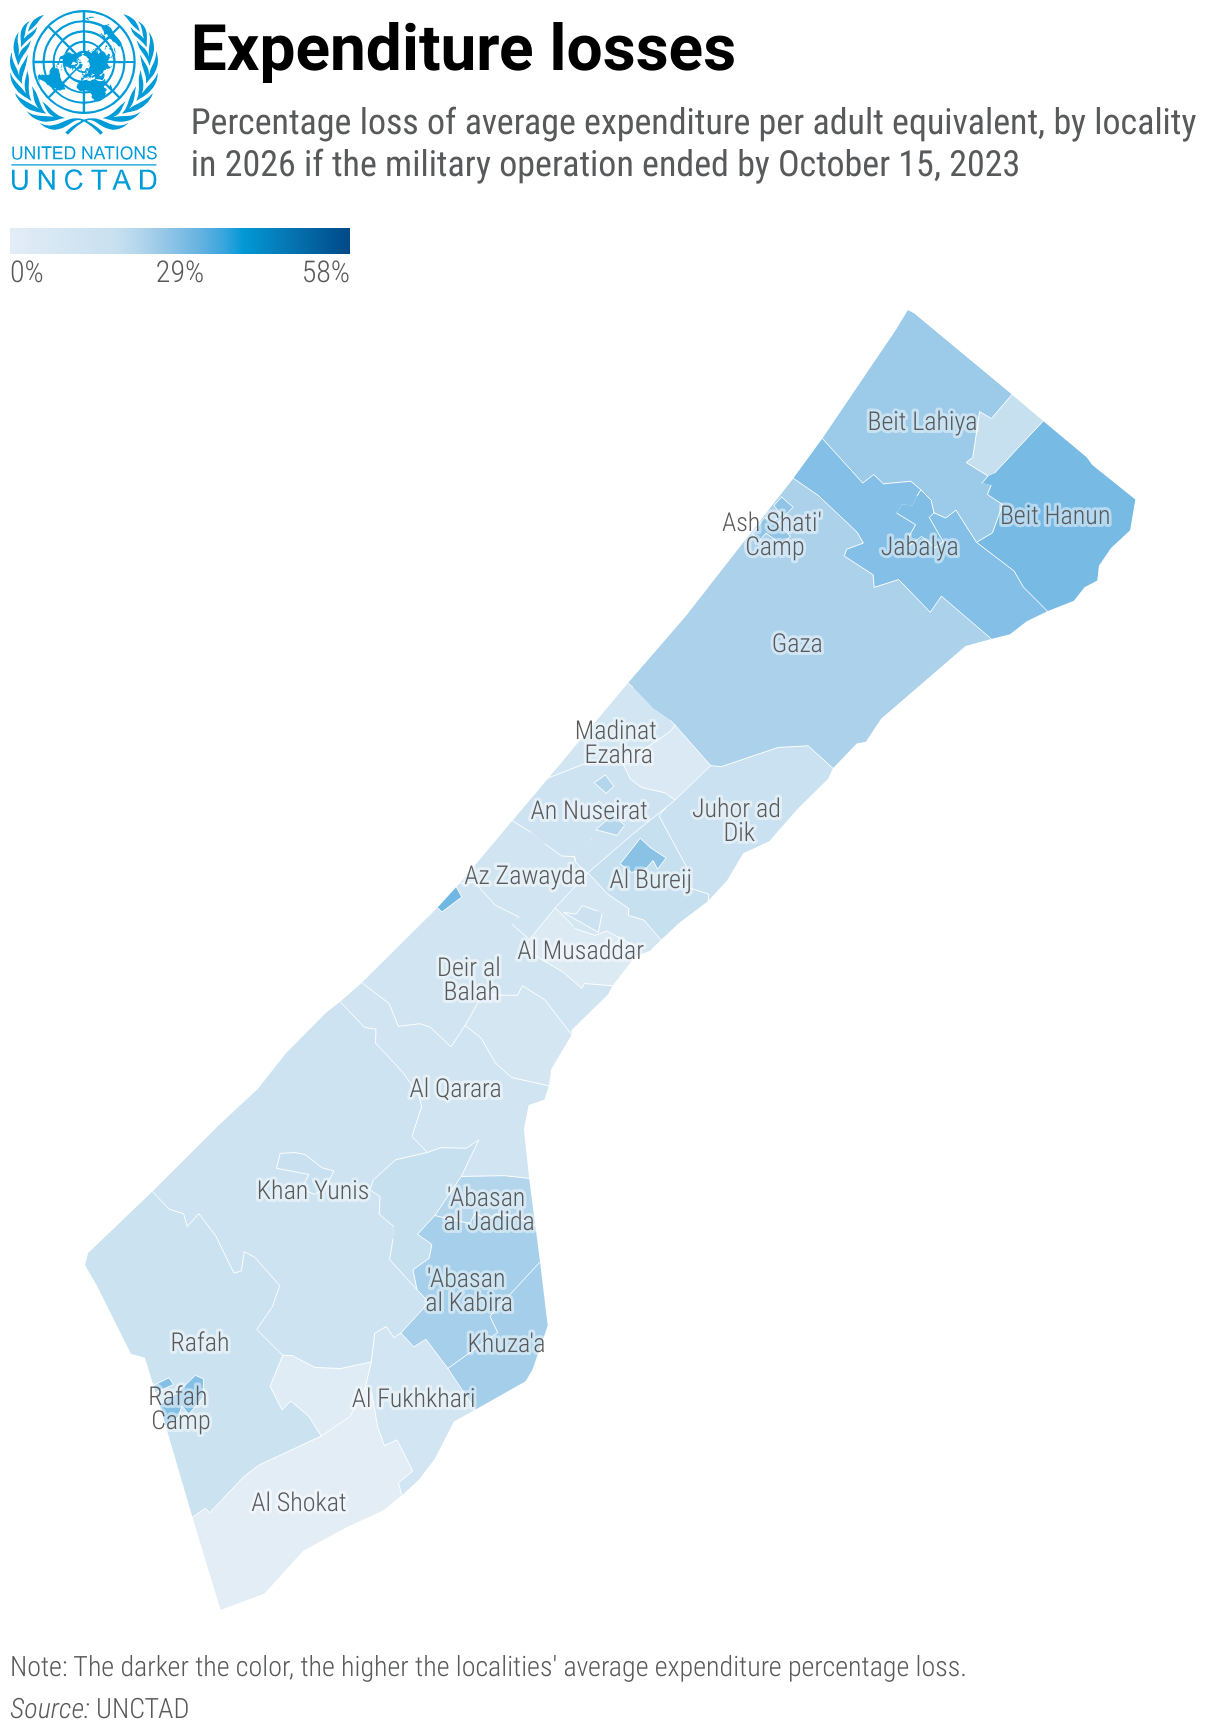 UNITED NATIONS
UNCTAD
Expenditure losses
Percentage loss of average expenditure per adult equivalent, by locality
in 2026 if the military operation ended by October 15, 2023
0%
29%
58%
Beit Lahiya
Beit Hanun
Ash Shati'
Camp
Jabalya
Gaza
Madinat
Ezahra
An Nuseirat
Juhor ad
Dik
Az Zawayda
Al Bureij
Al Musaddar
Deir al
Balah
Al Qarara
Khan Yunis
'Abasan
al Jadida
'Abasan
al Kabira
Khuza'a
Rafah
Rafah
Camp
Al Fukhkhari
Al Shokat
Note: The darker the color, the higher the localities' average expenditure percentage loss.
Source: UNCTAD